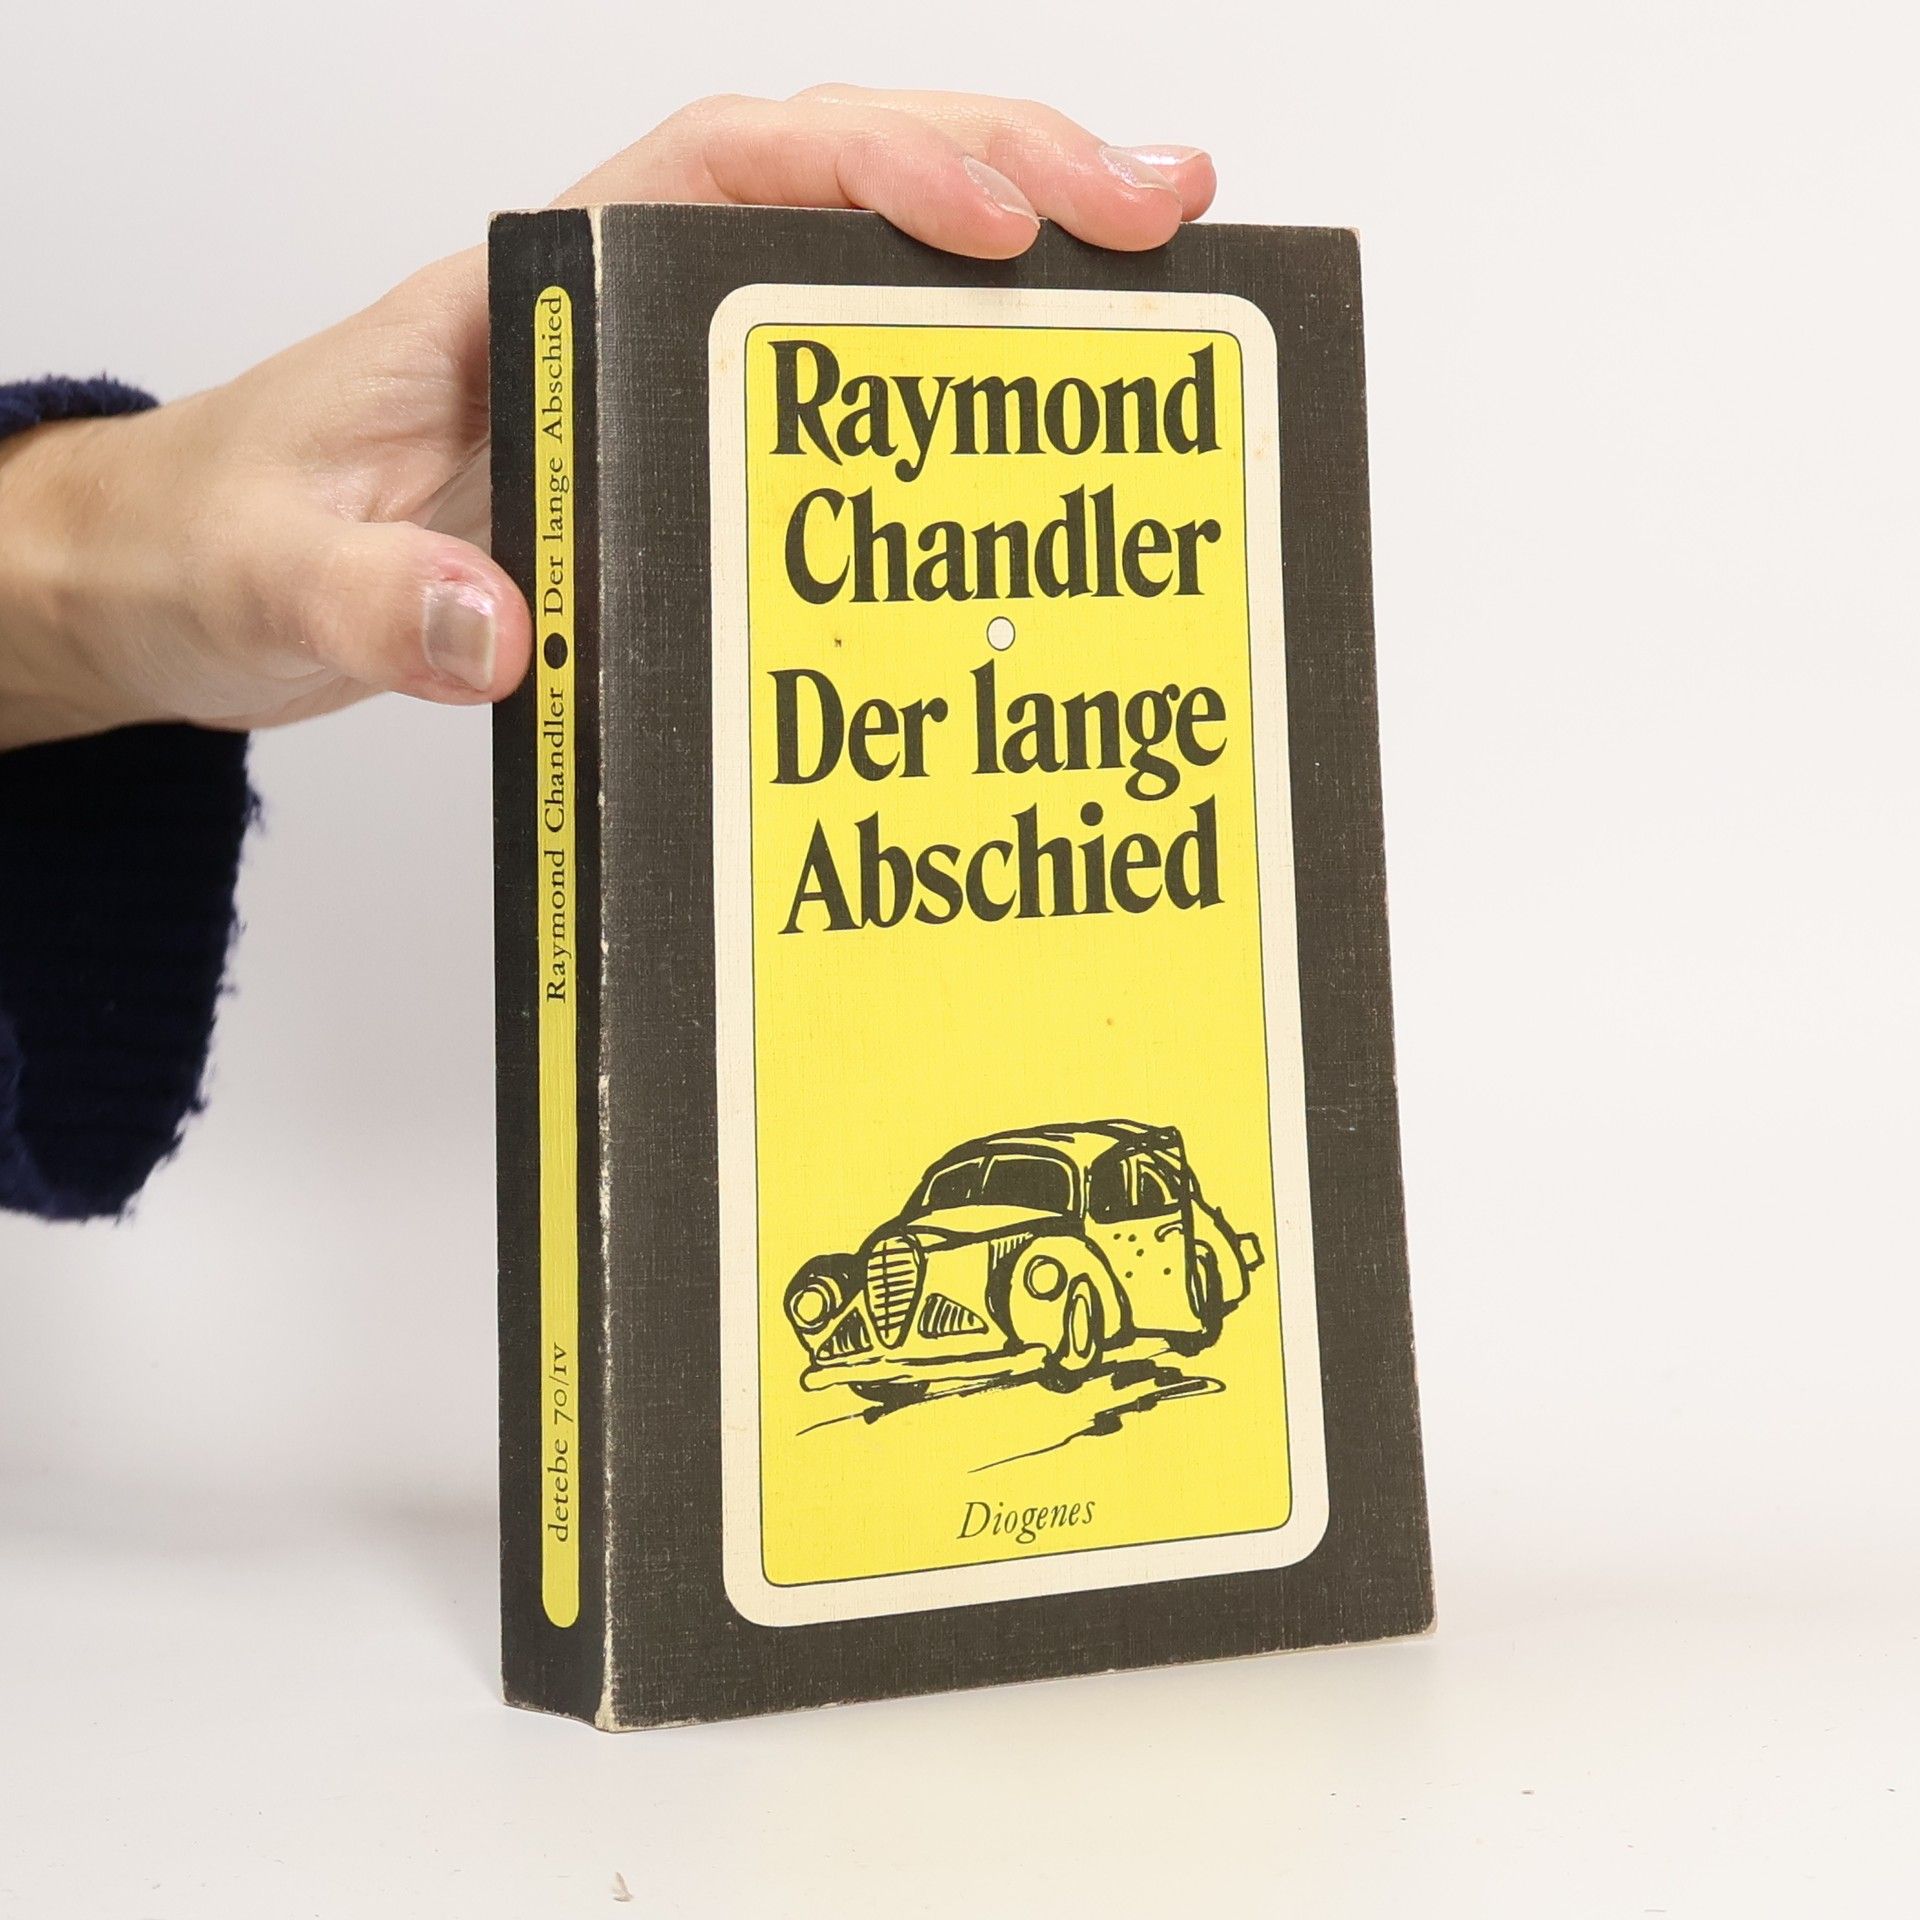 Raymond
Chandler
Der lange
Abschied
Diogenes
Raymond Chandler ● Der lange Abschied
detebe 70/IV